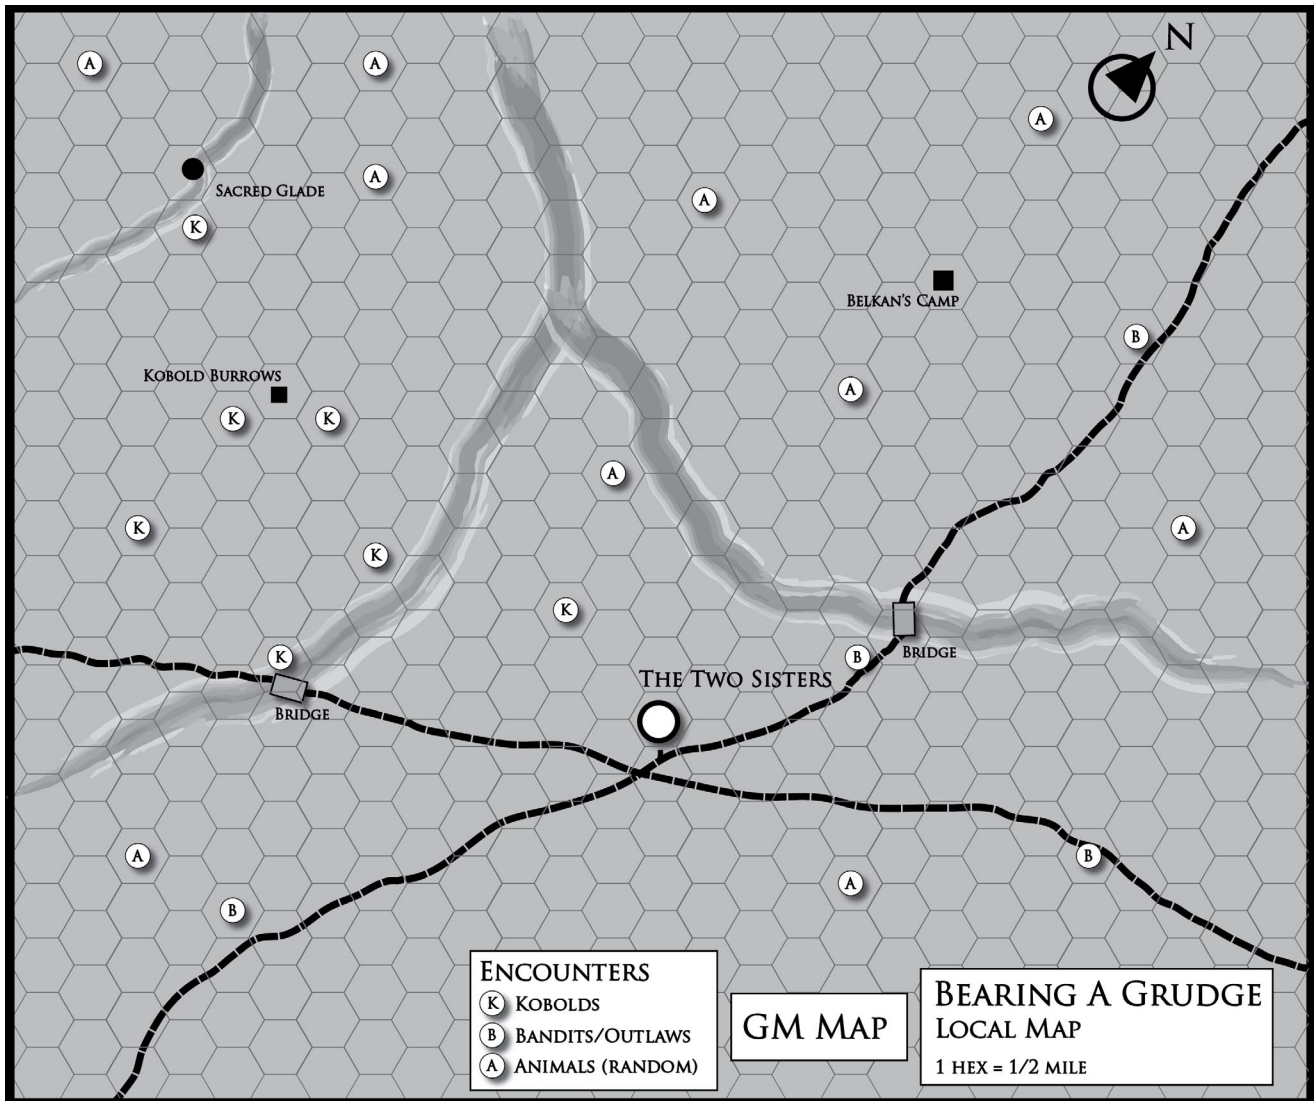 N
A
A
A
SACRED GLADE
A
A
K
BELKAN'S CAMP
B
KOBOLD BURROWS
A
K
K
A
K
A
K
K
K
B
BRIDGE
THE TWO SISTERS
BRIDGE
A
B
A
B
ENCOUNTERS
K KOBOLDS
B BANDITS/OUTLAWS
A ANIMALS (RANDOM)
GM MAP
BEARING A GRUDGE
LOCAL MAP
1 HEX = 1/2 MILE